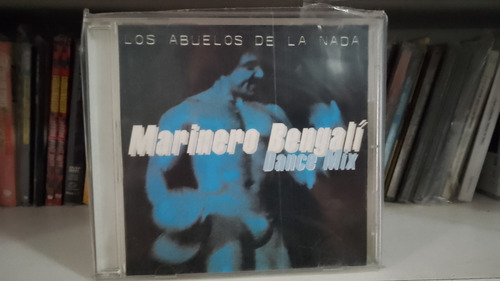 LOS ABUELOS DE LA NADA
Marinero Bengalí
Dance Mix